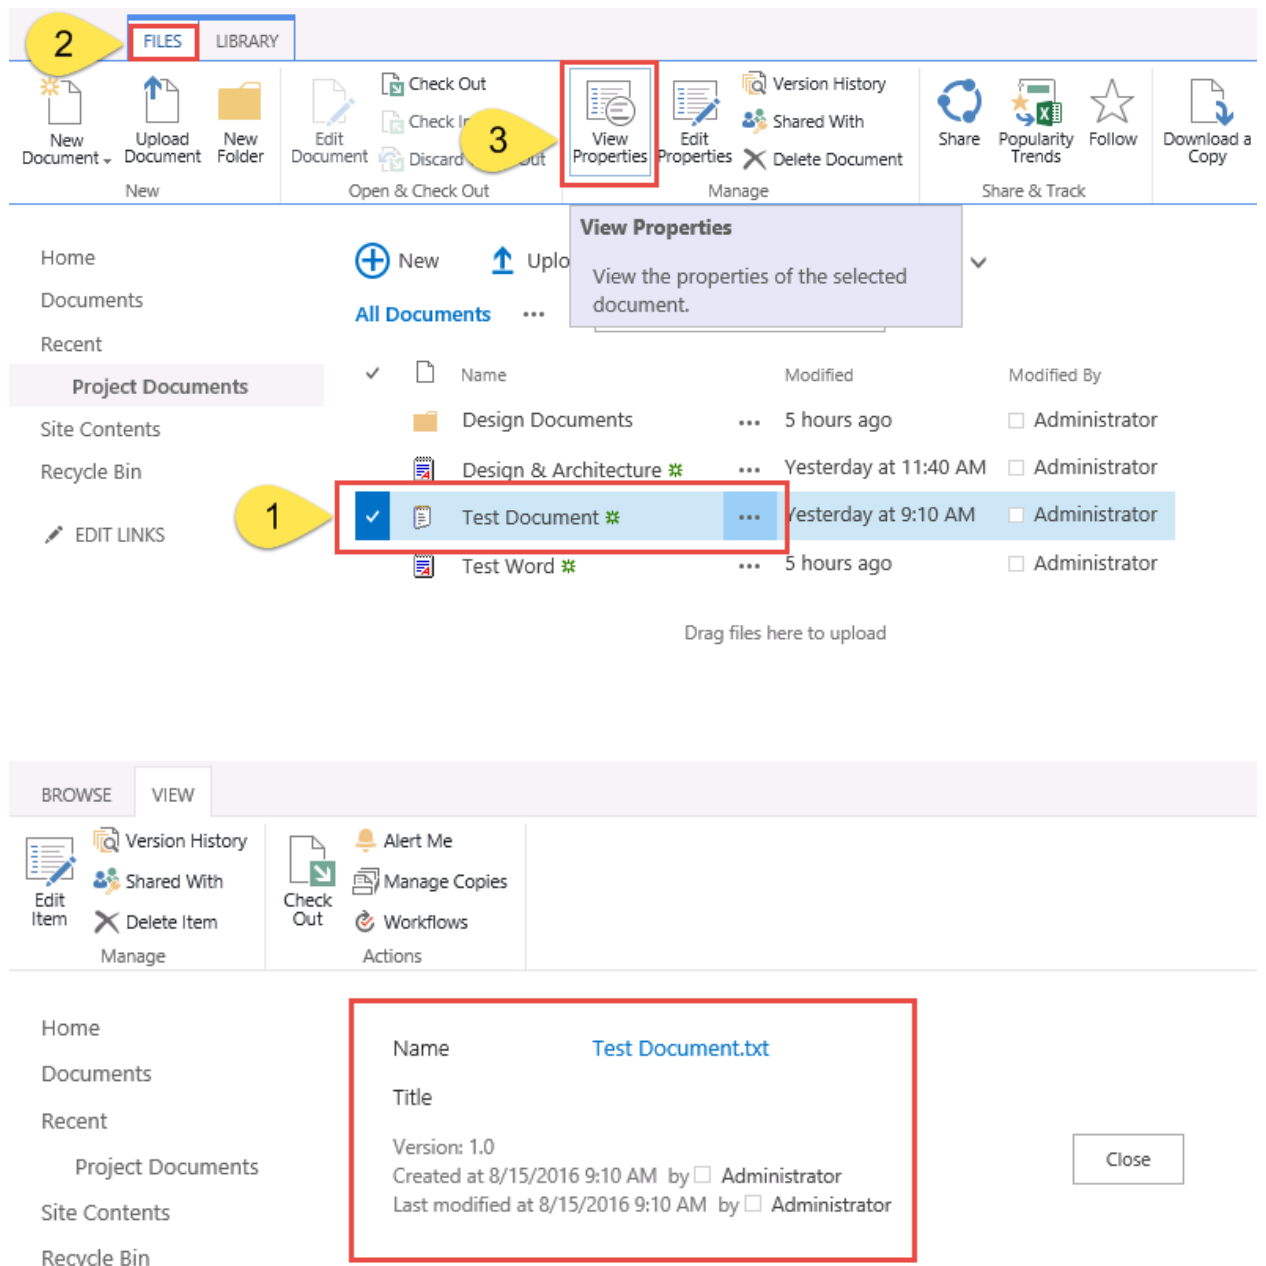 2
FILES LIBRARY
New Document
Upload Document
New Folder
New
Edit Document
Check Out
Check In
Discard Check Out
Open & Check Out
3
View Properties
Edit Properties
Version History
Shared With
Delete Document
Manage
Share
Popularity Trends
Follow
Share & Track
Download a Copy
View Properties
View the properties of the selected
document.
Home
Documents
Recent
Project Documents
Site Contents
Recycle Bin
EDIT LINKS
New Uplo
All Documents ...
Name Modified Modified By
Design Documents ... 5 hours ago Administrator
Design & Architecture ... Yesterday at 11:40 AM Administrator
1
Test Document ... Yesterday at 9:10 AM Administrator
Test Word ... 5 hours ago Administrator
Drag files here to upload
BROWSE VIEW
Edit Item
Version History
Shared With
Delete Item
Manage
Check Out
Alert Me
Manage Copies
Workflows
Actions
Home
Documents
Recent
Project Documents
Site Contents
Recycle Bin
Name Test Document.txt
Title
Version: 1.0
Created at 8/15/2016 9:10 AM by Administrator
Last modified at 8/15/2016 9:10 AM by Administrator
Close